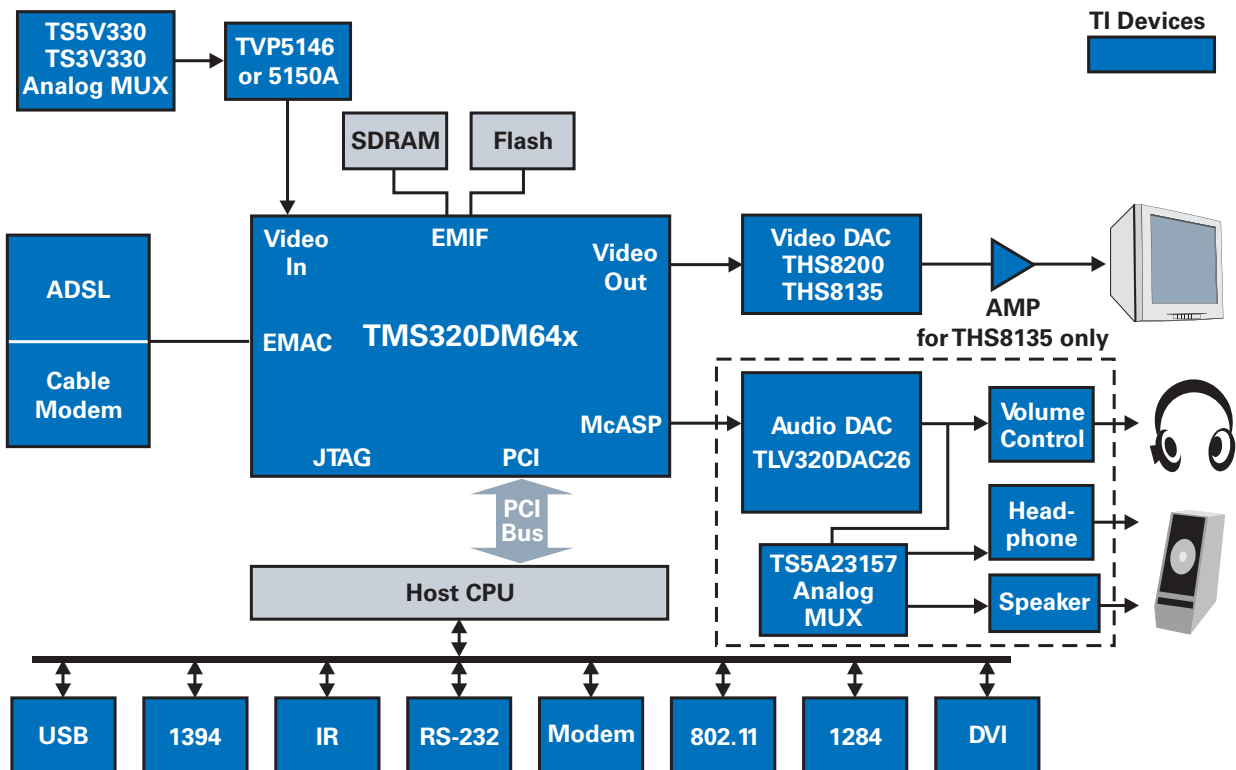 TS5V330
TS3V330
Analog MUX
TVP5146
or 5150A
TI Devices
SDRAM
Flash
Video
In
EMIF
Video
Out
Video DAC
THS8200
THS8135
ADSL
EMAC
TMS320DM64x
AMP
for THS8135 only
Cable
Modem
McASP
Audio DAC
TLV320DAC26
Volume
Control
JTAG
PCI
PCI
Bus
Head-
phone
TS5A23157
Analog
MUX
Speaker
Host CPU
USB
1394
IR
RS-232
Modem
802.11
1284
DVI